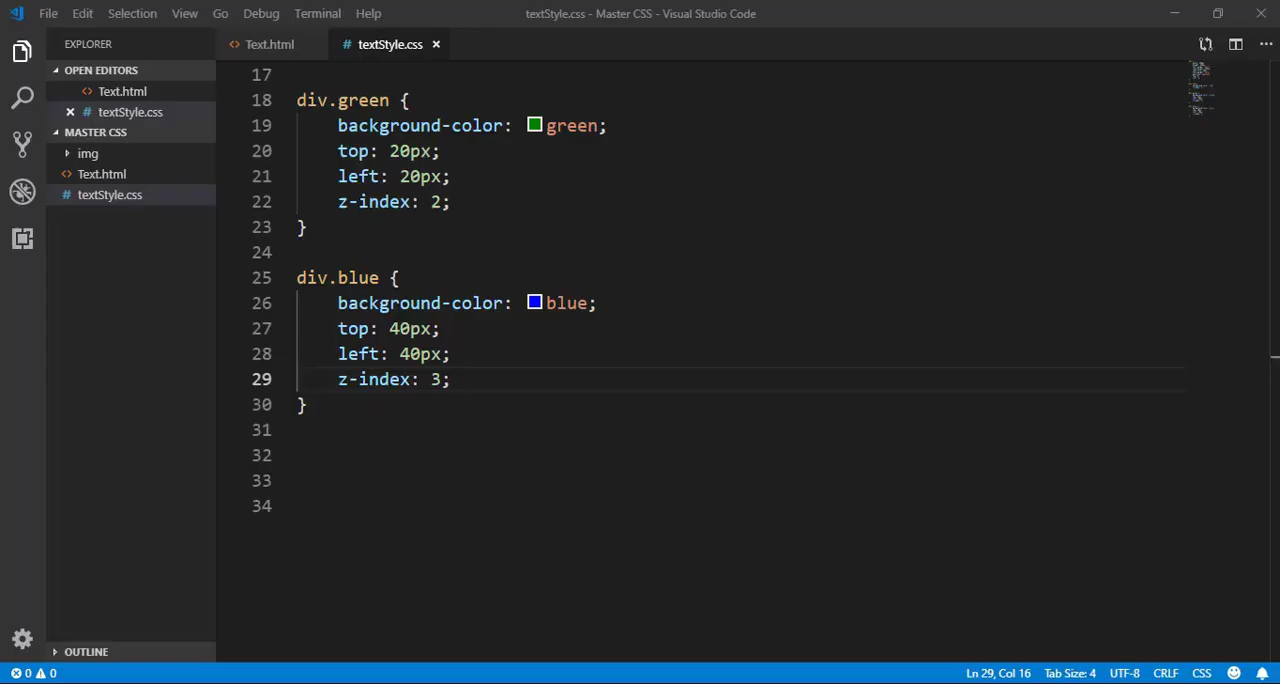 File Edit Selection View Go Debug Terminal Help textStyle.css - Master CSS - Visual Studio Code
EXPLORER
OPEN EDITORS
Text.html
textStyle.css
MASTER CSS
img
Text.html
textStyle.css
OUTLINE
Text.html textStyle.css
17
18 div.green {
19 background-color: green;
20 top: 20px;
21 left: 20px;
22 z-index: 2;
23 }
24
25 div.blue {
26 background-color: blue;
27 top: 40px;
28 left: 40px;
29 z-index: 3;
30 }
31
32
33
34
0 0 Ln 29, Col 16 Tab Size: 4 UTF-8 CRLF CSS